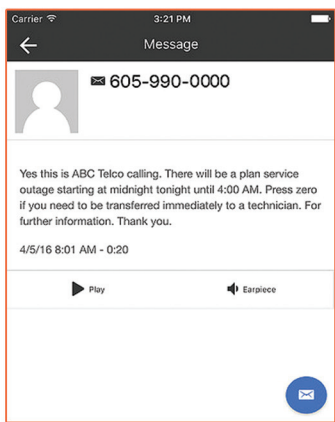 Carrier 3:21 PM
Message
605-990-0000
Yes this is ABC Telco calling. There will be a plan service
outage starting at midnight tonight until 4:00 AM. Press zero
if you need to be transferred immediately to a technician. For
further information. Thank you.
4/5/16 8:01 AM - 0:20
Play Earpiece